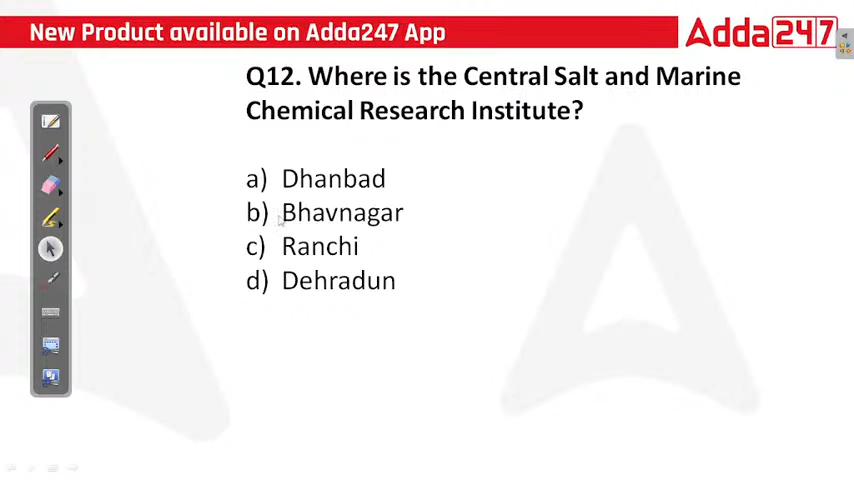 New Product available on Adda247 App
Adda247
Q12. Where is the Central Salt and Marine
Chemical Research Institute?
a) Dhanbad
b) Bhavnagar
c) Ranchi
d) Dehradun